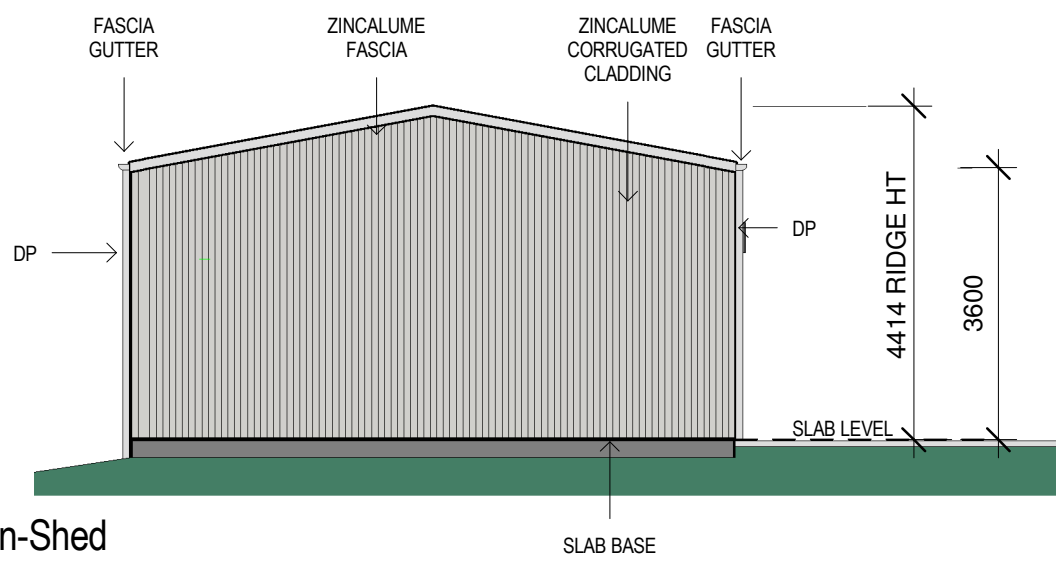 FASCIA
GUTTER
ZINCALUME
FASCIA
ZINCALUME
CORRUGATED
CLADDING
FASCIA
GUTTER
DP
DP
4414 RIDGE HT
3600
SLAB LEVEL
n-Shed
SLAB BASE